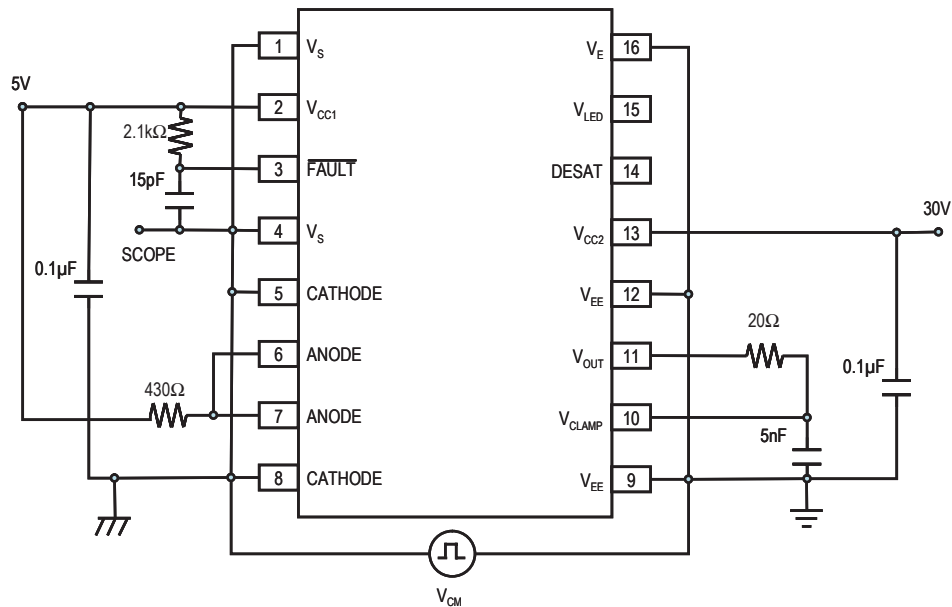 1 V_S
V_E 16
5V
2 V_CC1
V_LED 15
2.1kΩ
3 FAULT
DESAT 14
15pF
30V
4 V_S
V_CC2 13
SCOPE
0.1µF
5 CATHODE
V_EE 12
20Ω
6 ANODE
V_OUT 11
0.1µF
430Ω
7 ANODE
V_CLAMP 10
5nF
8 CATHODE
V_EE 9
V_CM